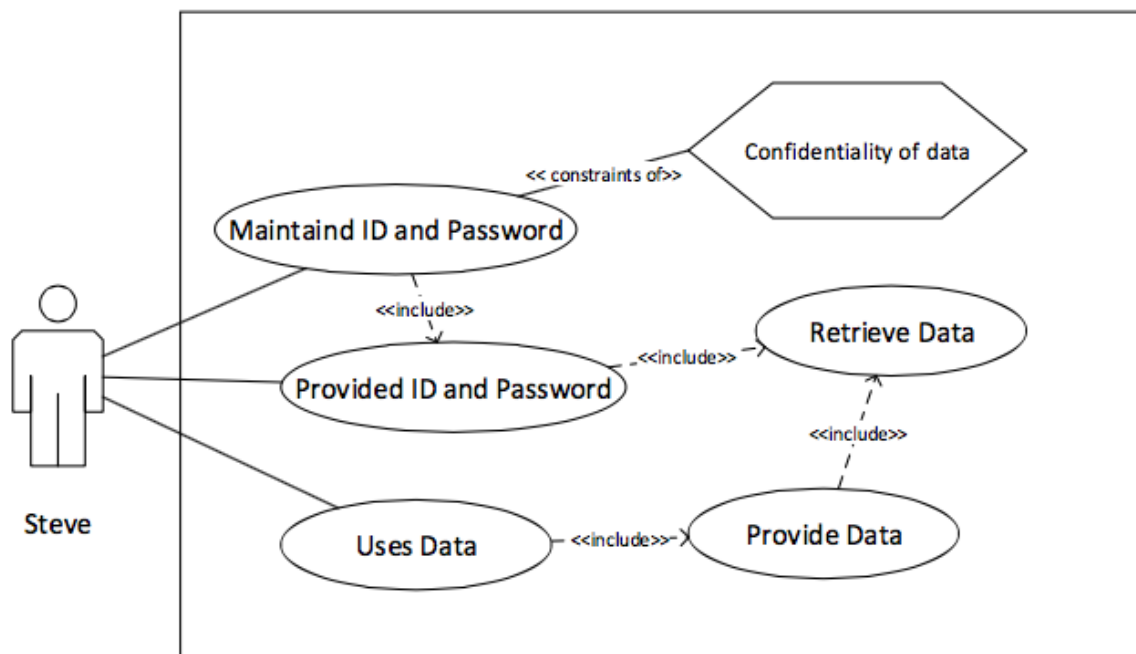 Confidentiality of data
<< constraints of>>
Maintaind ID and Password
<<include>>
Retrieve Data
<<include>>
Provided ID and Password
<<include>>
Steve
Uses Data
<<include>>
Provide Data